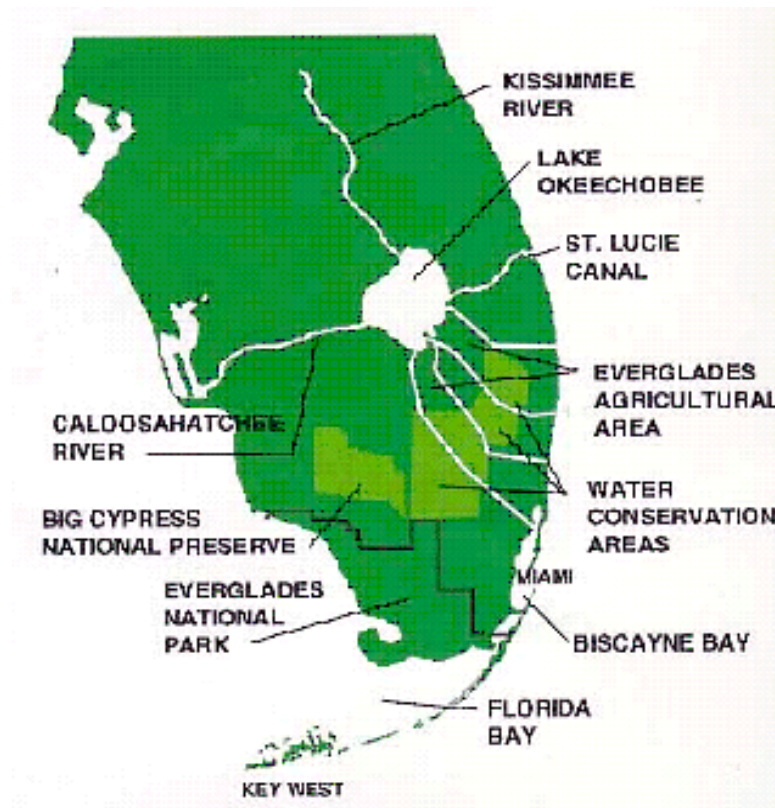 KISSIMMEE
RIVER
LAKE
OKEECHOBEE
ST. LUCIE
CANAL
EVERGLADES
AGRICULTURAL
AREA
CALOOSAHATCHEE
RIVER
WATER
CONSERVATION
AREAS
BIG CYPRESS
NATIONAL PRESERVE
EVERGLADES
NATIONAL
PARK
MIAMI
BISCAYNE BAY
FLORIDA
BAY
KEY WEST